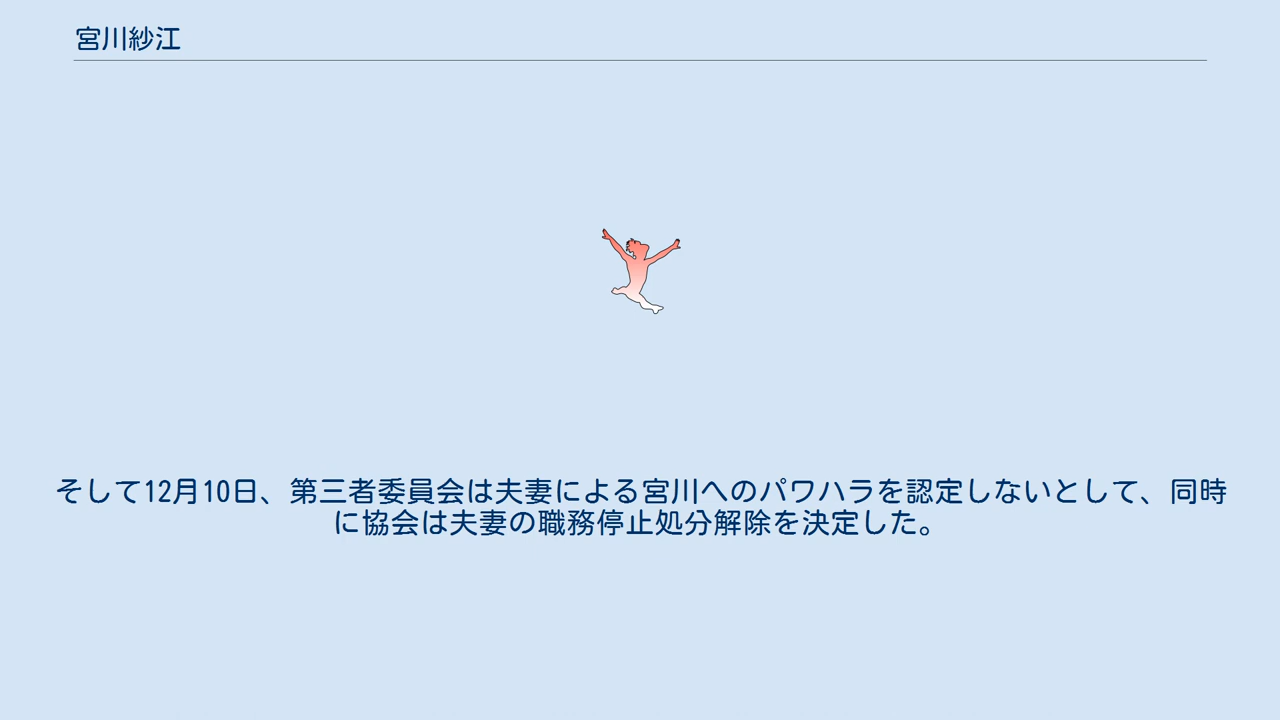 宮川紗江
そして12月10日、第三者委員会は夫妻による宮川へのパワハラを認定しないとして、同時
に協会は夫妻の職務停止処分解除を決定した。